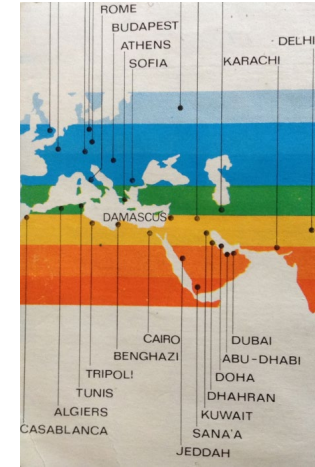 ROME
BUDAPEST
ATHENS
SOFIA
DELHI
KARACHI
DAMASCUS
CAIRO
BENGHAZI
TRIPOLI
TUNIS
ALGIERS
CASABLANCA
DUBAI
ABU-DHABI
DOHA
DHAHRAN
KUWAIT
SANA'A
JEDDAH